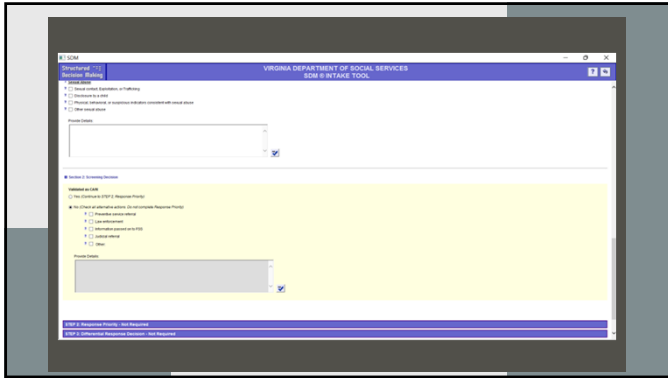 SDM
Structured
Decision Making
VIRGINIA DEPARTMENT OF SOCIAL SERVICES
SDM ® INTAKE TOOL
Sexual abuse
Sexual contact, Exploitation, or Trafficking
Disclosure by a child
Physical, behavioral, or suspicious indicators consistent with sexual abuse
Other sexual abuse
Provide Details:
Section 2: Screening Decision
Validated as CA/N
Yes (Continue to STEP 2, Response Priority)
No (Check all alternative actions. Do not complete Response Priority)
Preventive service referral
Law enforcement
Information passed on to FSS
Judicial referral
Other:
Provide Details:
STEP 2: Response Priority - Not Required
STEP 3: Differential Response Decision - Not Required